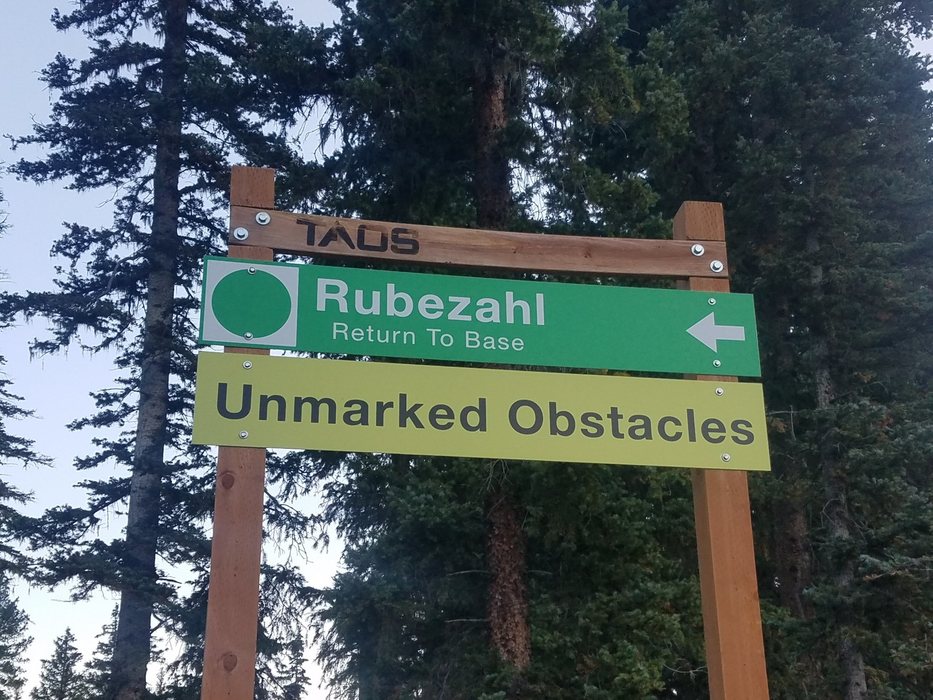 TAOS
Rubezahl
Return To Base
Unmarked Obstacles